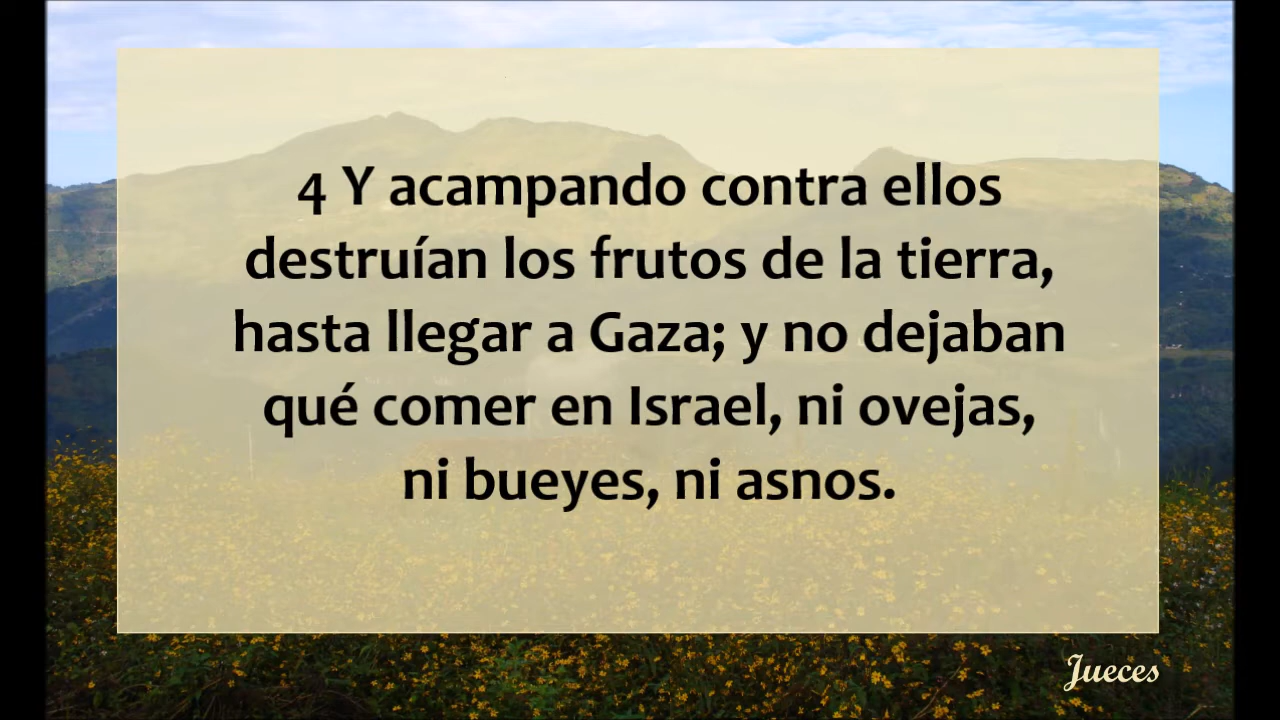 4 Y acampando contra ellos
destruían los frutos de la tierra,
hasta llegar a Gaza; y no dejaban
qué comer en Israel, ni ovejas,
ni bueyes, ni asnos.
Jueces